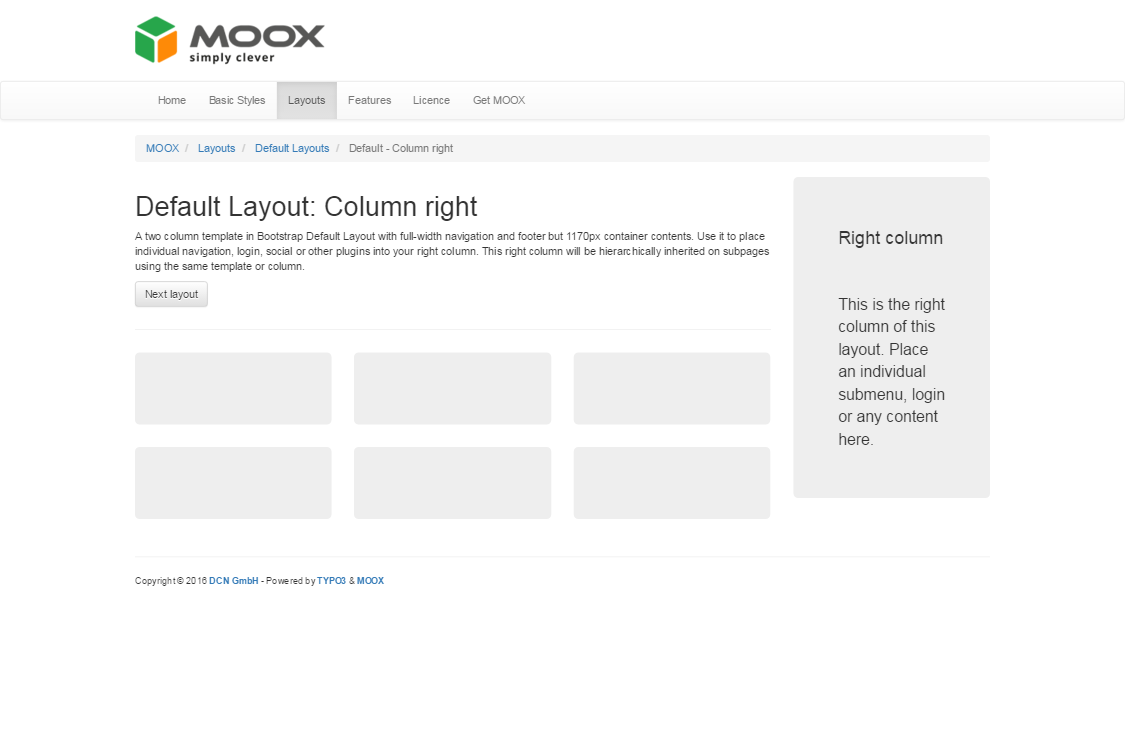 MOOX
simply clever
Home Basic Styles Layouts Features Licence Get MOOX
MOOX / Layouts / Default Layouts / Default - Column right
Default Layout: Column right
A two column template in Bootstrap Default Layout with full-width navigation and footer but 1170px container contents. Use it to place
individual navigation, login, social or other plugins into your right column. This right column will be hierarchically inherited on subpages
using the same template or column.
Next layout
Right column
This is the right
column of this
layout. Place
an individual
submenu, login
or any content
here.
Copyright © 2016 DCN GmbH - Powered by TYPO3 & MOOX